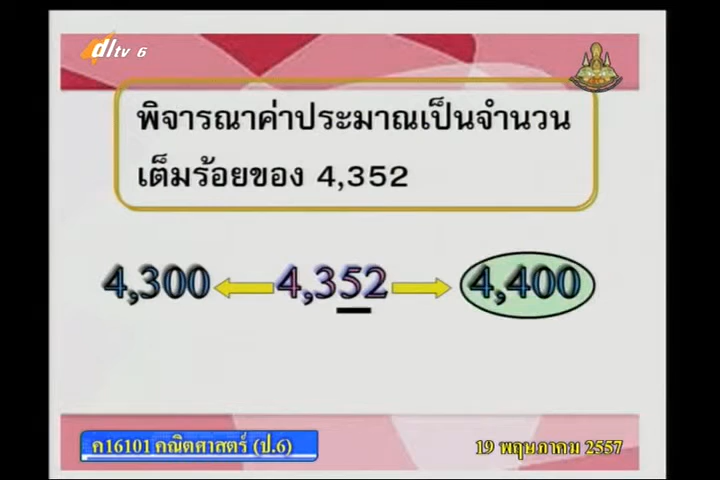 dltv 6
พิจารณาค่าประมาณเป็นจำนวน
เต็มร้อยของ 4,352
4,300 4,352 4,400
ค16101 คณิตศาสตร์ (ป.6) 19 พฤษภาคม 2557